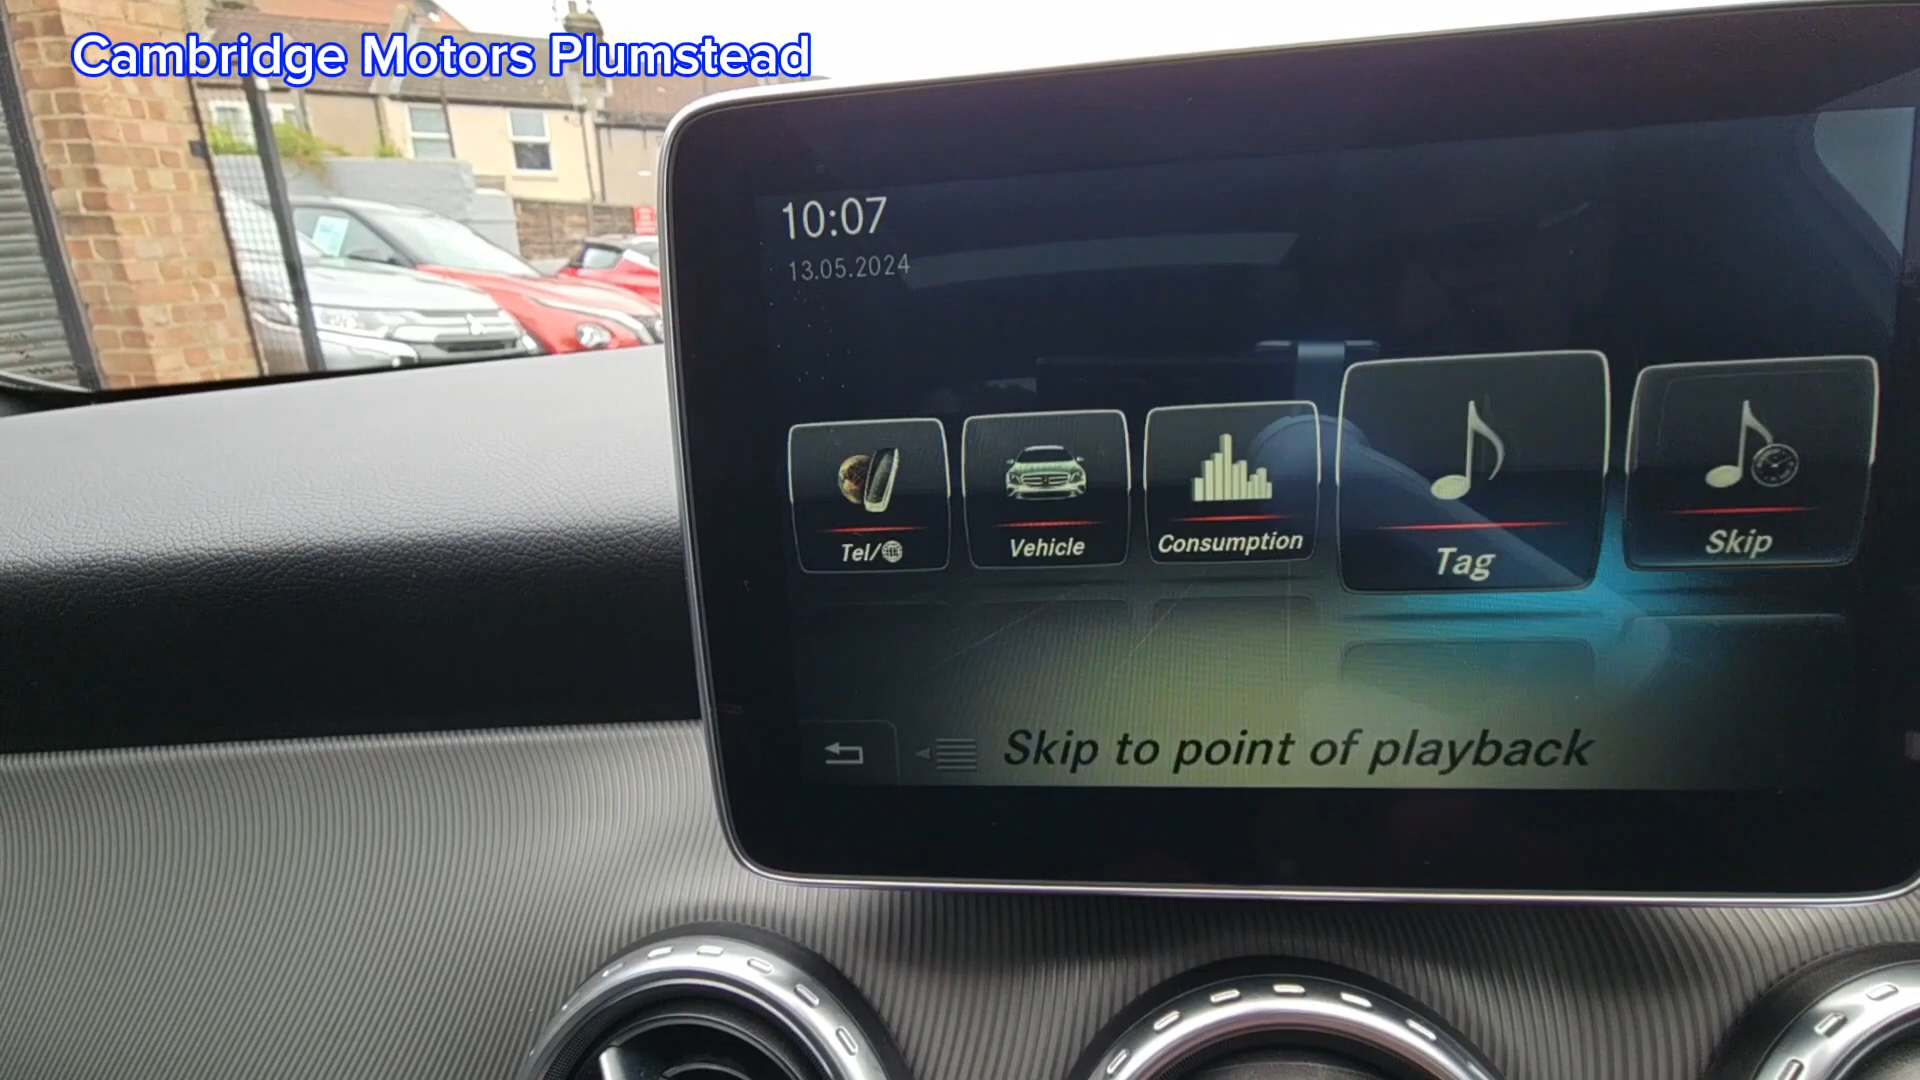 Cambridge Motors Plumstead
10:07
13.05.2024
Tel/
Vehicle
Consumption
Tag
Skip
Skip to point of playback